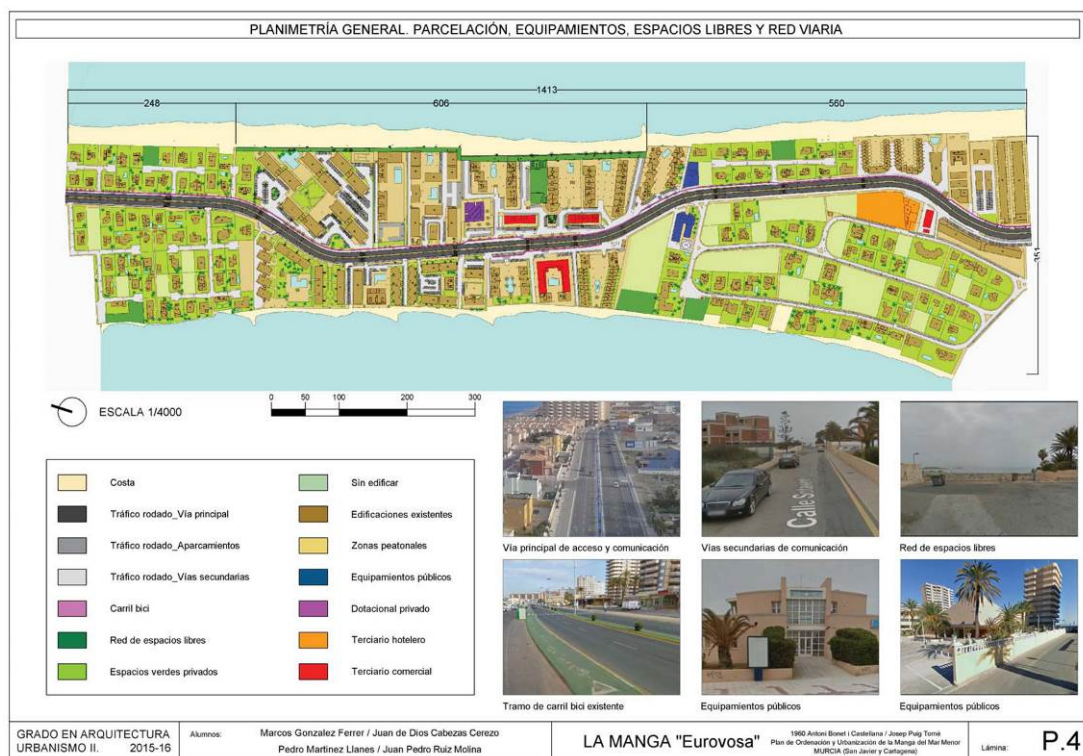 PLANIMETRÍA GENERAL. PARCELACIÓN, EQUIPAMIENTOS, ESPACIOS LIBRES Y RED VIARIA
1413
248
606
560
351
ESCALA 1/4000
0 50 100 200 300
Costa
Tráfico rodado_Vía principal
Tráfico rodado_Aparcamientos
Tráfico rodado_Vías secundarias
Carril bici
Red de espacios libres
Espacios verdes privados
Sin edificar
Edificaciones existentes
Zonas peatonales
Equipamientos públicos
Dotacional privado
Terciario hotelero
Terciario comercial
Calle S
Vía principal de acceso y comunicación
Vías secundarias de comunicación
Red de espacios libres
Tramo de carril bici existente
Equipamientos públicos
Equipamientos públicos
GRADO EN ARQUITECTURA
URBANISMO II. 2015-16
Alumnos:
Marcos Gonzalez Ferrer / Juan de Dios Cabezas Cerezo
Pedro Martinez Llanes / Juan Pedro Ruiz Molina
LA MANGA "Eurovosa"
1960 Antoni Bonet i Castellana / Josep Puig Torné
Plan de Ordenación y Urbanización de la Manga del Mar Menor
MURCIA (San Javier y Cartagena)
Lámina:
P.4